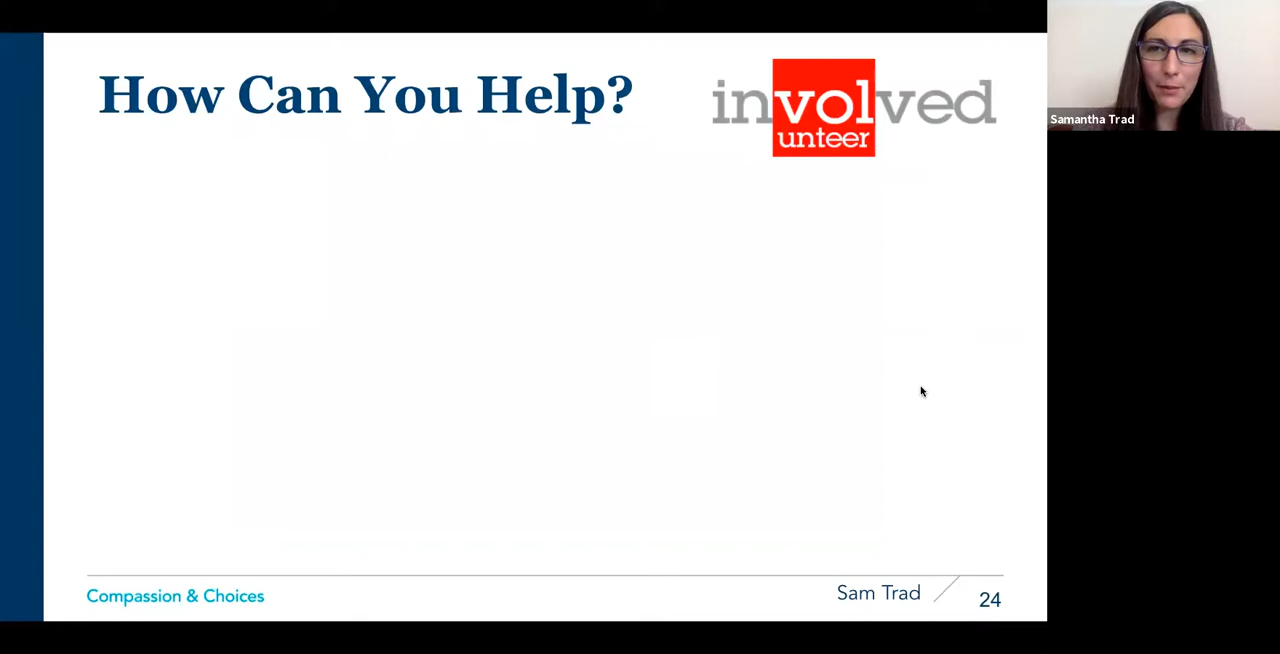 How Can You Help?
involved
unteer
Samantha Trad
Compassion & Choices
Sam Trad
24